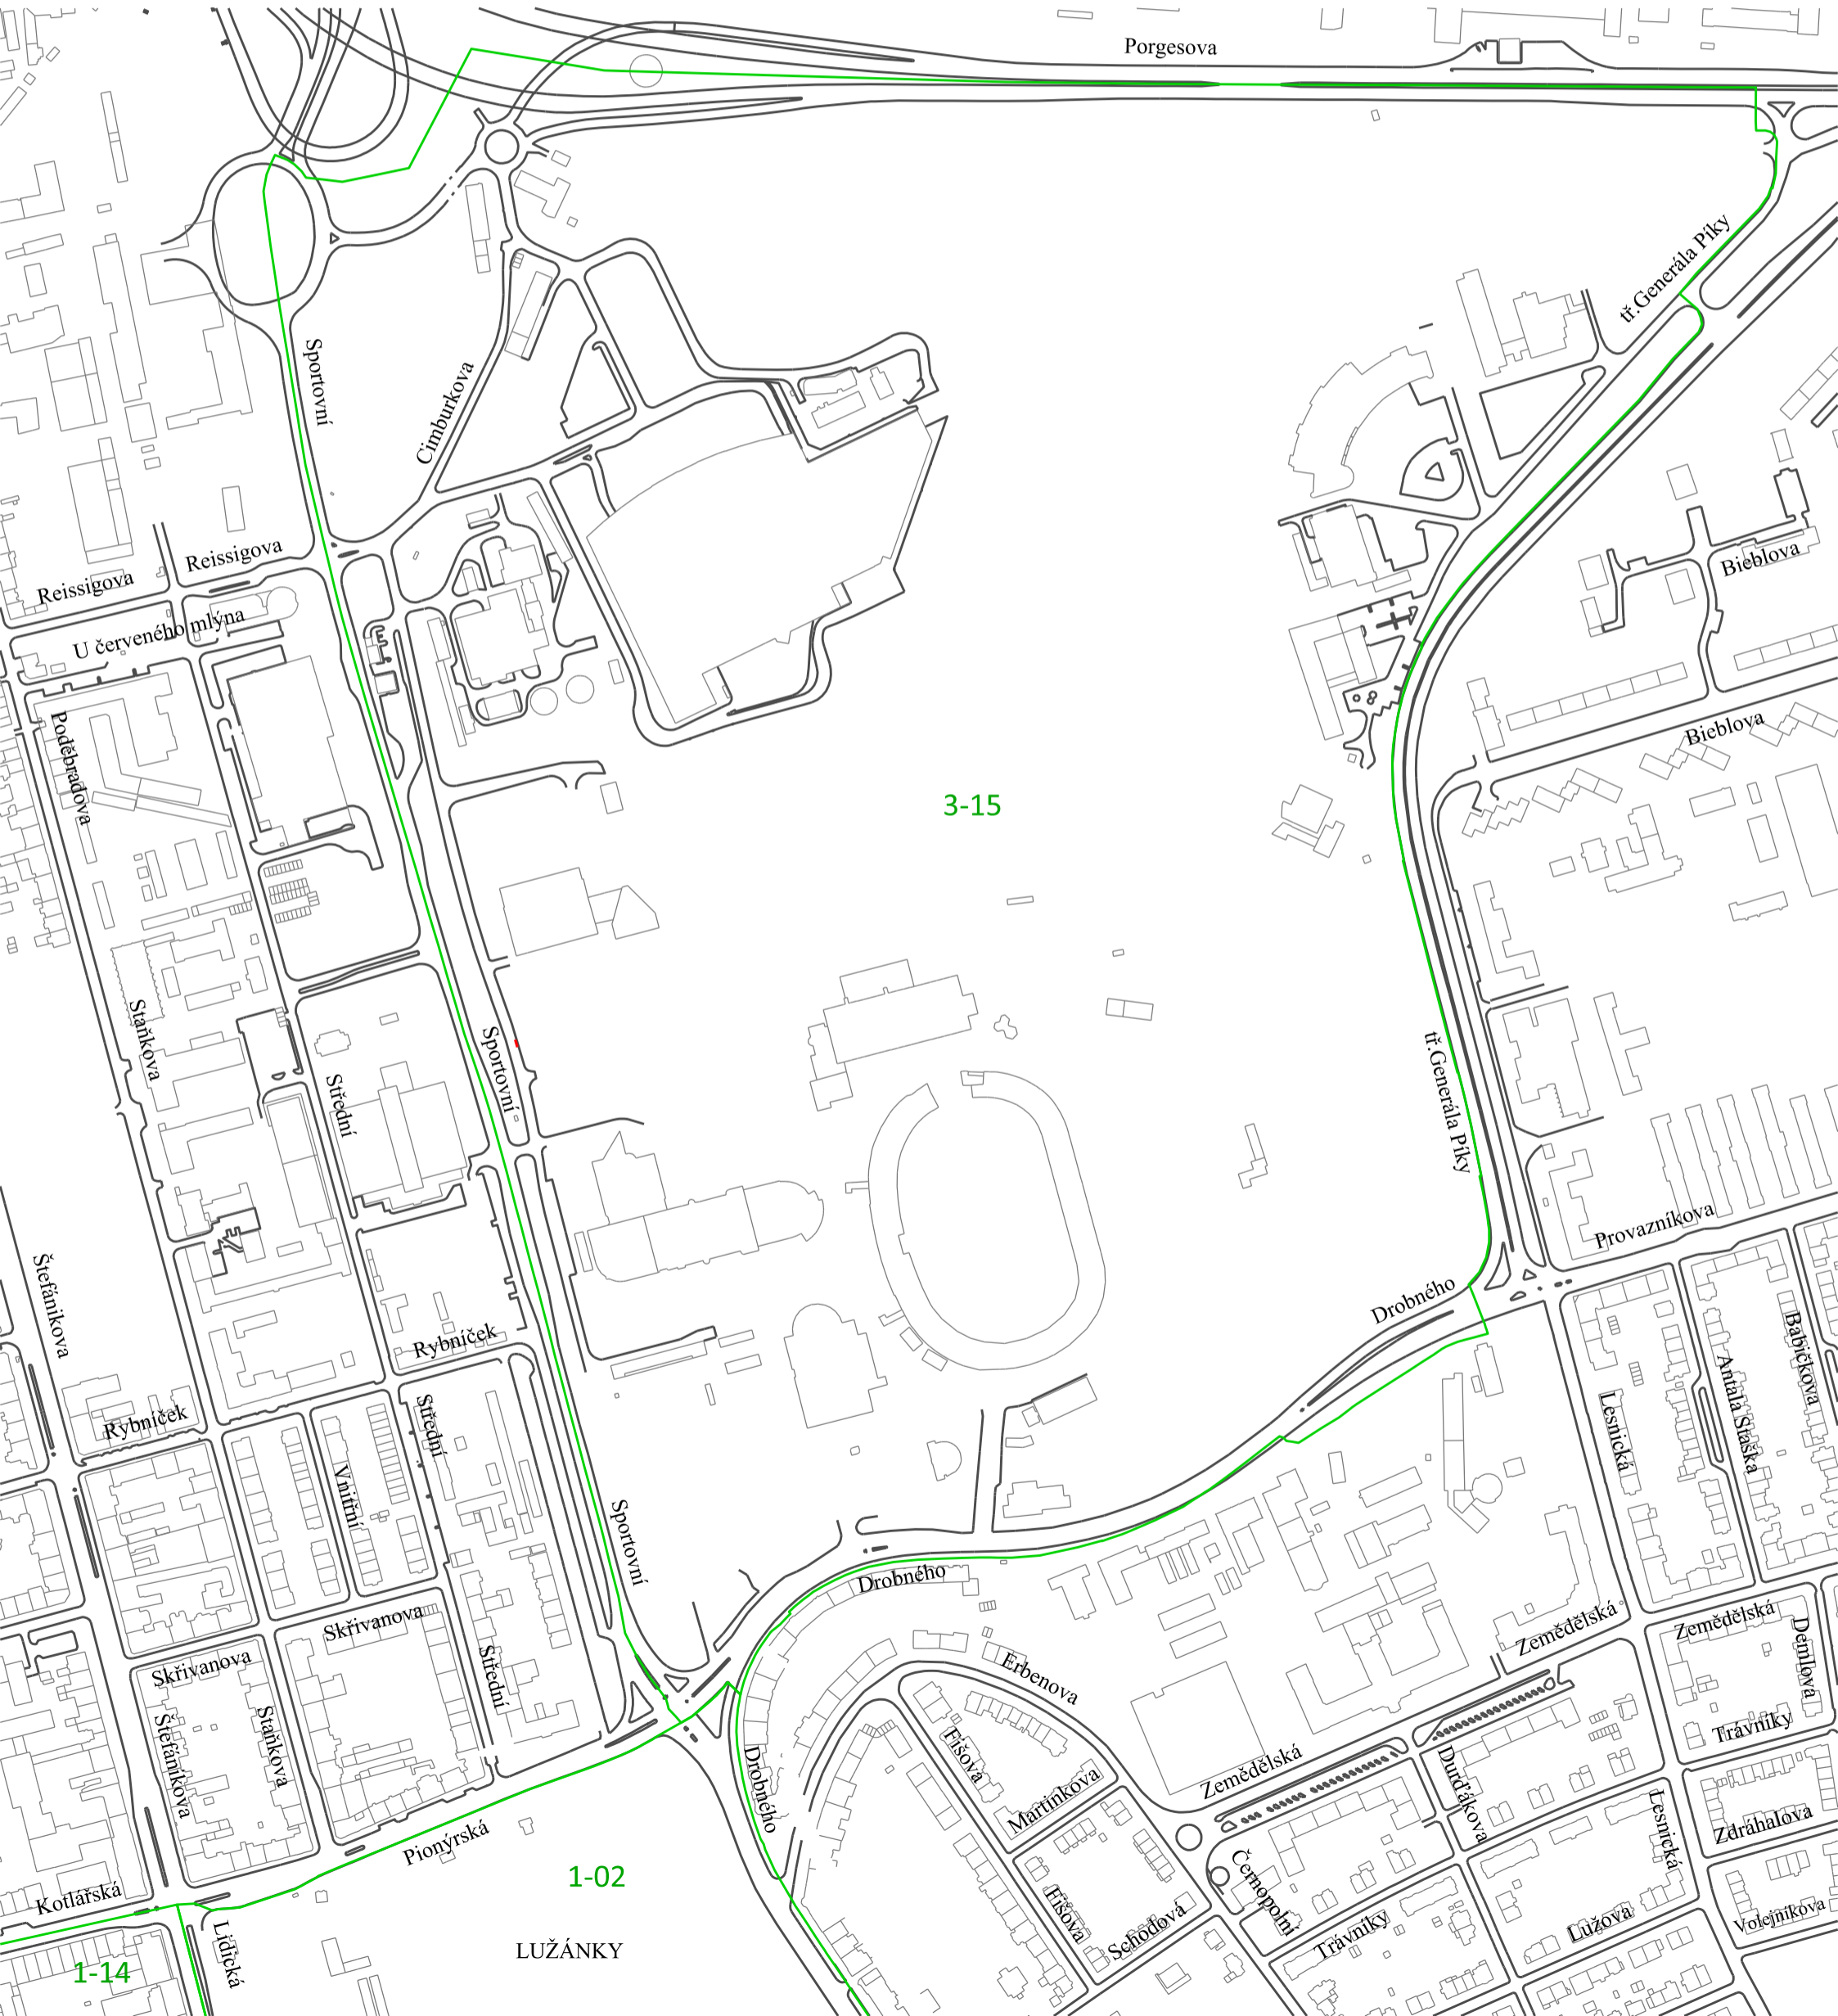 Porgesova
tř.Generála Píky
Sportovní
Cimburkova
Reissigova
Reissigova
Bieblova
U červeného mlýna
Poděbradova
Bieblova
3-15
Staňkova
Sportovní
Střední
tř.Generála Píky
Provazníkova
Štefánikova
Drobného
Rybníček
Babičkova
Antala Staška
Lesnická
Rybníček
Střední
Vnitřní
Sportovní
Drobného
Skřivanova
Zemědělská
Zemědělská
Demlova
Skřivanova
Střední
Erbenova
Štefánikova
Staňkova
Drobného
Fišova
Trávníky
Zemědělská
Martinkova
Durďákova
Lesnická
Zdráhalova
Pionýrská
1-02
Kotlářská
Černopolní
Fišova
Schodová
Trávníky
Lužova
Volejníkova
Lidická
LUŽÁNKY
1-14